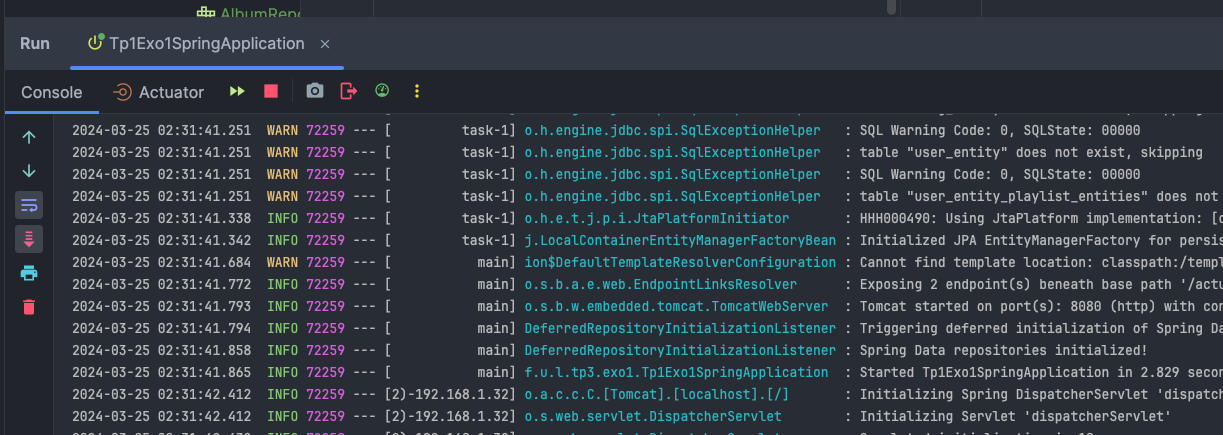 AlbumRepo
Run Tp1Exo1SpringApplication ×
Console Actuator
2024-03-25 02:31:41.251 WARN 72259 --- [ task-1] o.h.engine.jdbc.spi.SqlExceptionHelper : SQL Warning Code: 0, SQLState: 00000
2024-03-25 02:31:41.251 WARN 72259 --- [ task-1] o.h.engine.jdbc.spi.SqlExceptionHelper : table "user_entity" does not exist, skipping
2024-03-25 02:31:41.251 WARN 72259 --- [ task-1] o.h.engine.jdbc.spi.SqlExceptionHelper : SQL Warning Code: 0, SQLState: 00000
2024-03-25 02:31:41.251 WARN 72259 --- [ task-1] o.h.engine.jdbc.spi.SqlExceptionHelper : table "user_entity_playlist_entities" does not
2024-03-25 02:31:41.338 INFO 72259 --- [ task-1] o.h.e.t.j.p.i.JtaPlatformInitiator : HHH000490: Using JtaPlatform implementation: [o
2024-03-25 02:31:41.342 INFO 72259 --- [ task-1] j.LocalContainerEntityManagerFactoryBean : Initialized JPA EntityManagerFactory for persis
2024-03-25 02:31:41.684 WARN 72259 --- [ main] ion$DefaultTemplateResolverConfiguration : Cannot find template location: classpath:/templ
2024-03-25 02:31:41.772 INFO 72259 --- [ main] o.s.b.a.e.web.EndpointLinksResolver : Exposing 2 endpoint(s) beneath base path '/actu
2024-03-25 02:31:41.793 INFO 72259 --- [ main] o.s.b.w.embedded.tomcat.TomcatWebServer : Tomcat started on port(s): 8080 (http) with con
2024-03-25 02:31:41.794 INFO 72259 --- [ main] DeferredRepositoryInitializationListener : Triggering deferred initialization of Spring Da
2024-03-25 02:31:41.858 INFO 72259 --- [ main] DeferredRepositoryInitializationListener : Spring Data repositories initialized!
2024-03-25 02:31:41.865 INFO 72259 --- [ main] f.u.l.tp3.exo1.Tp1Exo1SpringApplication : Started Tp1Exo1SpringApplication in 2.829 secon
2024-03-25 02:31:42.412 INFO 72259 --- [2)-192.168.1.32] o.a.c.c.C.[Tomcat].[localhost].[/] : Initializing Spring DispatcherServlet 'dispatch
2024-03-25 02:31:42.412 INFO 72259 --- [2)-192.168.1.32] o.s.web.servlet.DispatcherServlet : Initializing Servlet 'dispatcherServlet'